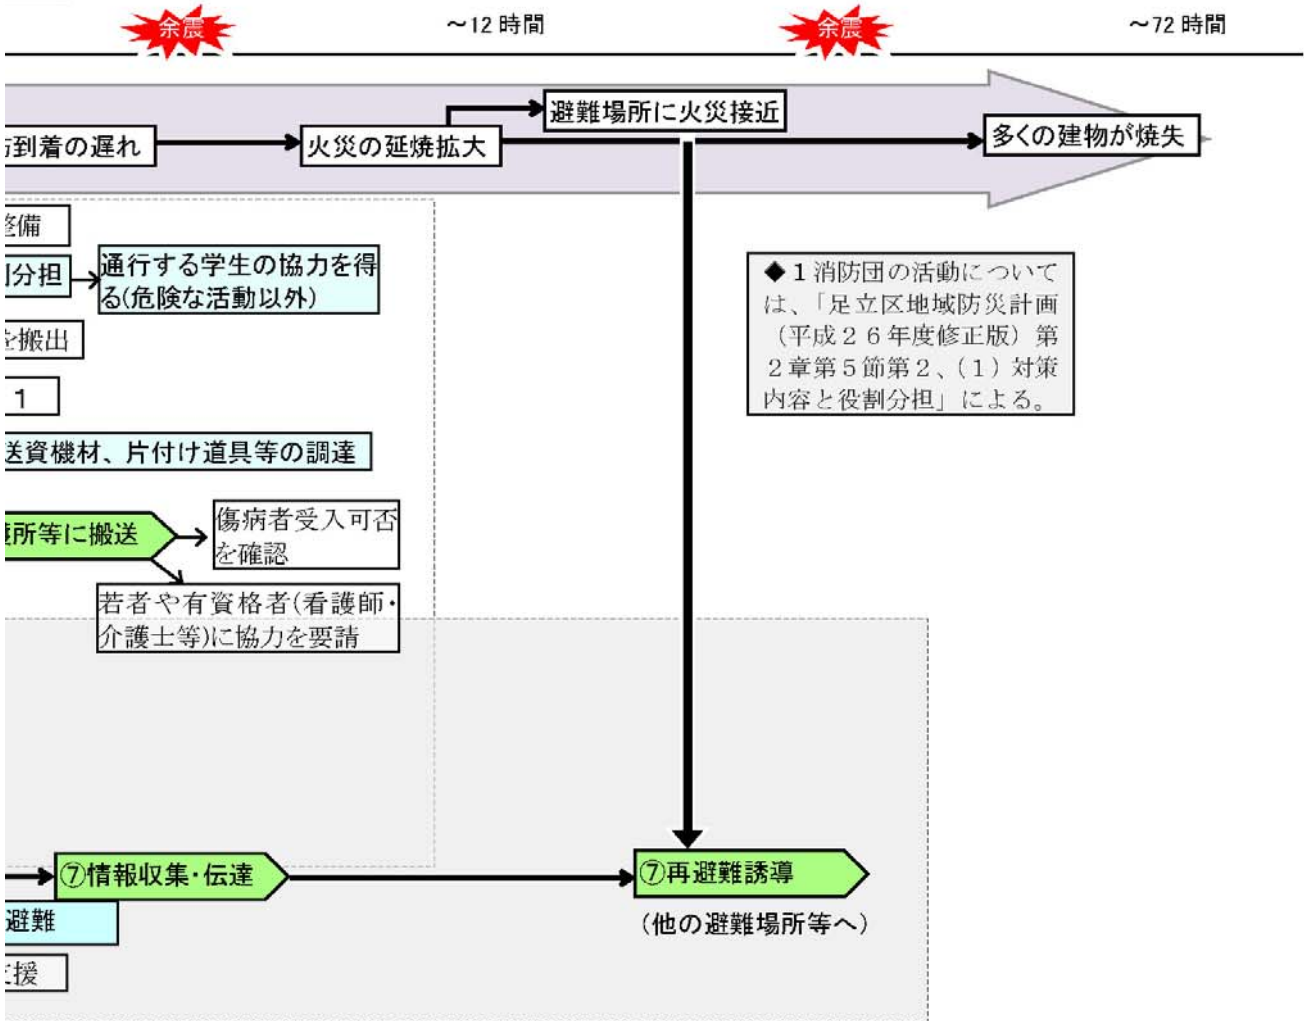 余震
～12 時間
余震
～72 時間
避難場所に火災接近
到着の遅れ
火災の延焼拡大
多くの建物が焼失
整備
分担
通行する学生の協力を得
る(危険な活動以外)
を搬出
1
◆１消防団の活動について
は、「足立区地域防災計画
（平成２６年度修正版）第
２章第５節第２、（１）対策
内容と役割分担」による。
送資機材、片付け道具等の調達
所等に搬送
傷病者受入可否
を確認
若者や有資格者(看護師・
介護士等)に協力を要請
⑦情報収集・伝達
⑦再避難誘導
避難
（他の避難場所等へ）
援